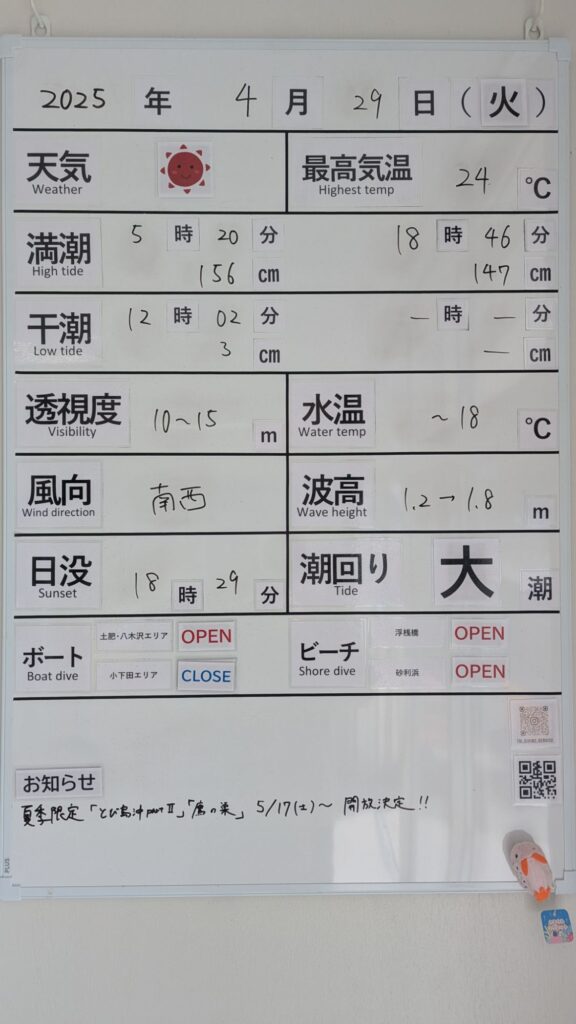 2025 年 4 月 29 日 (火)
天気 最高気温 24 ℃
Weather Highest temp
満潮 5 時 20 分 18 時 46 分
High tide 156 cm 147 cm
干潮 12 時 02 分 — 時 — 分
Low tide 3 cm — cm
透視度 10~15 m 水温 ~18 ℃
Visibility Water temp
風向 南西 波高 1.2→1.8 m
Wind direction Wave height
日没 18 時 29 分 潮回り 大 潮
Sunset Tide
ボート 土肥・八木沢エリア OPEN ビーチ 浮桟橋 OPEN
Boat dive 小下田エリア CLOSE Shore dive 砂利浜 OPEN
お知らせ
夏季限定「とび島沖partⅡ」「鷹の巣」5/17(土)~ 開放決定!!
PLUS